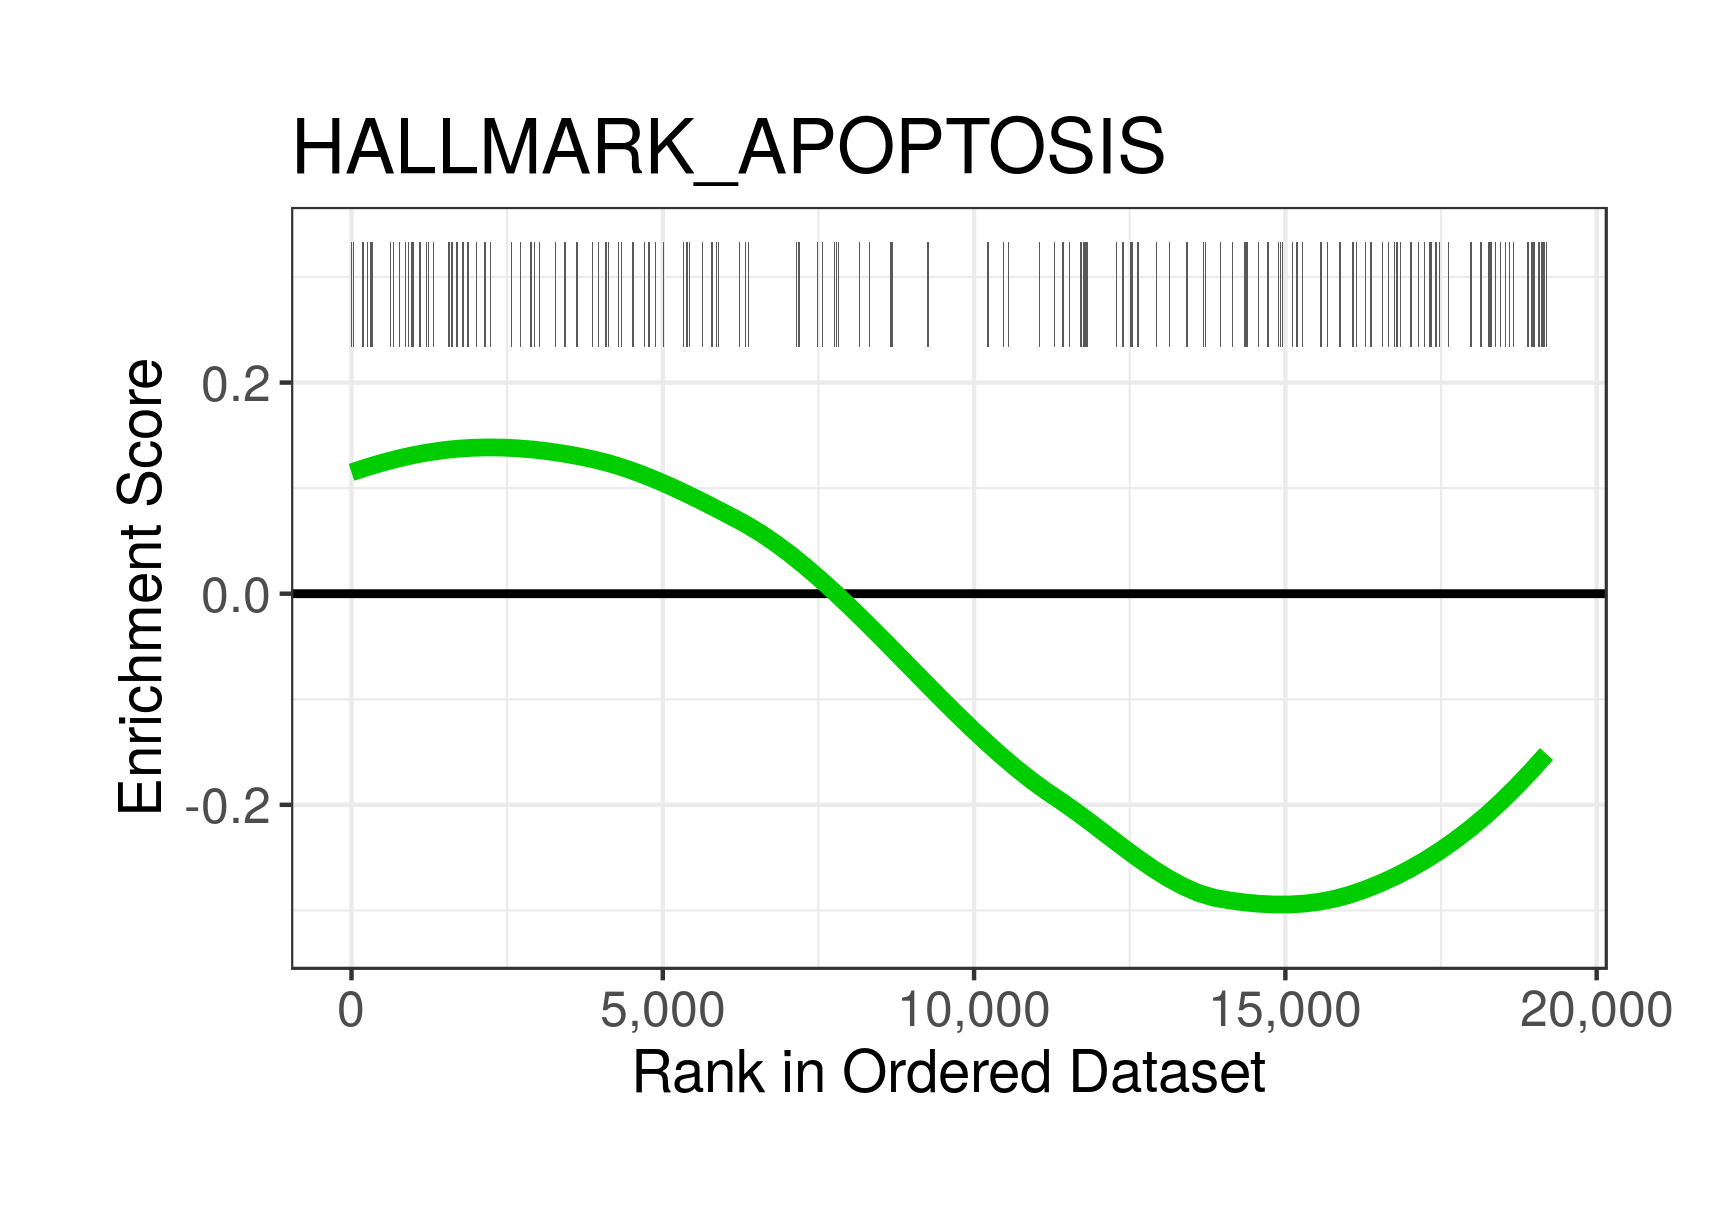 HALLMARK_APOPTOSIS
Enrichment Score
0.2
0.0
-0.2
0
5,000
10,000
15,000
20,000
Rank in Ordered Dataset